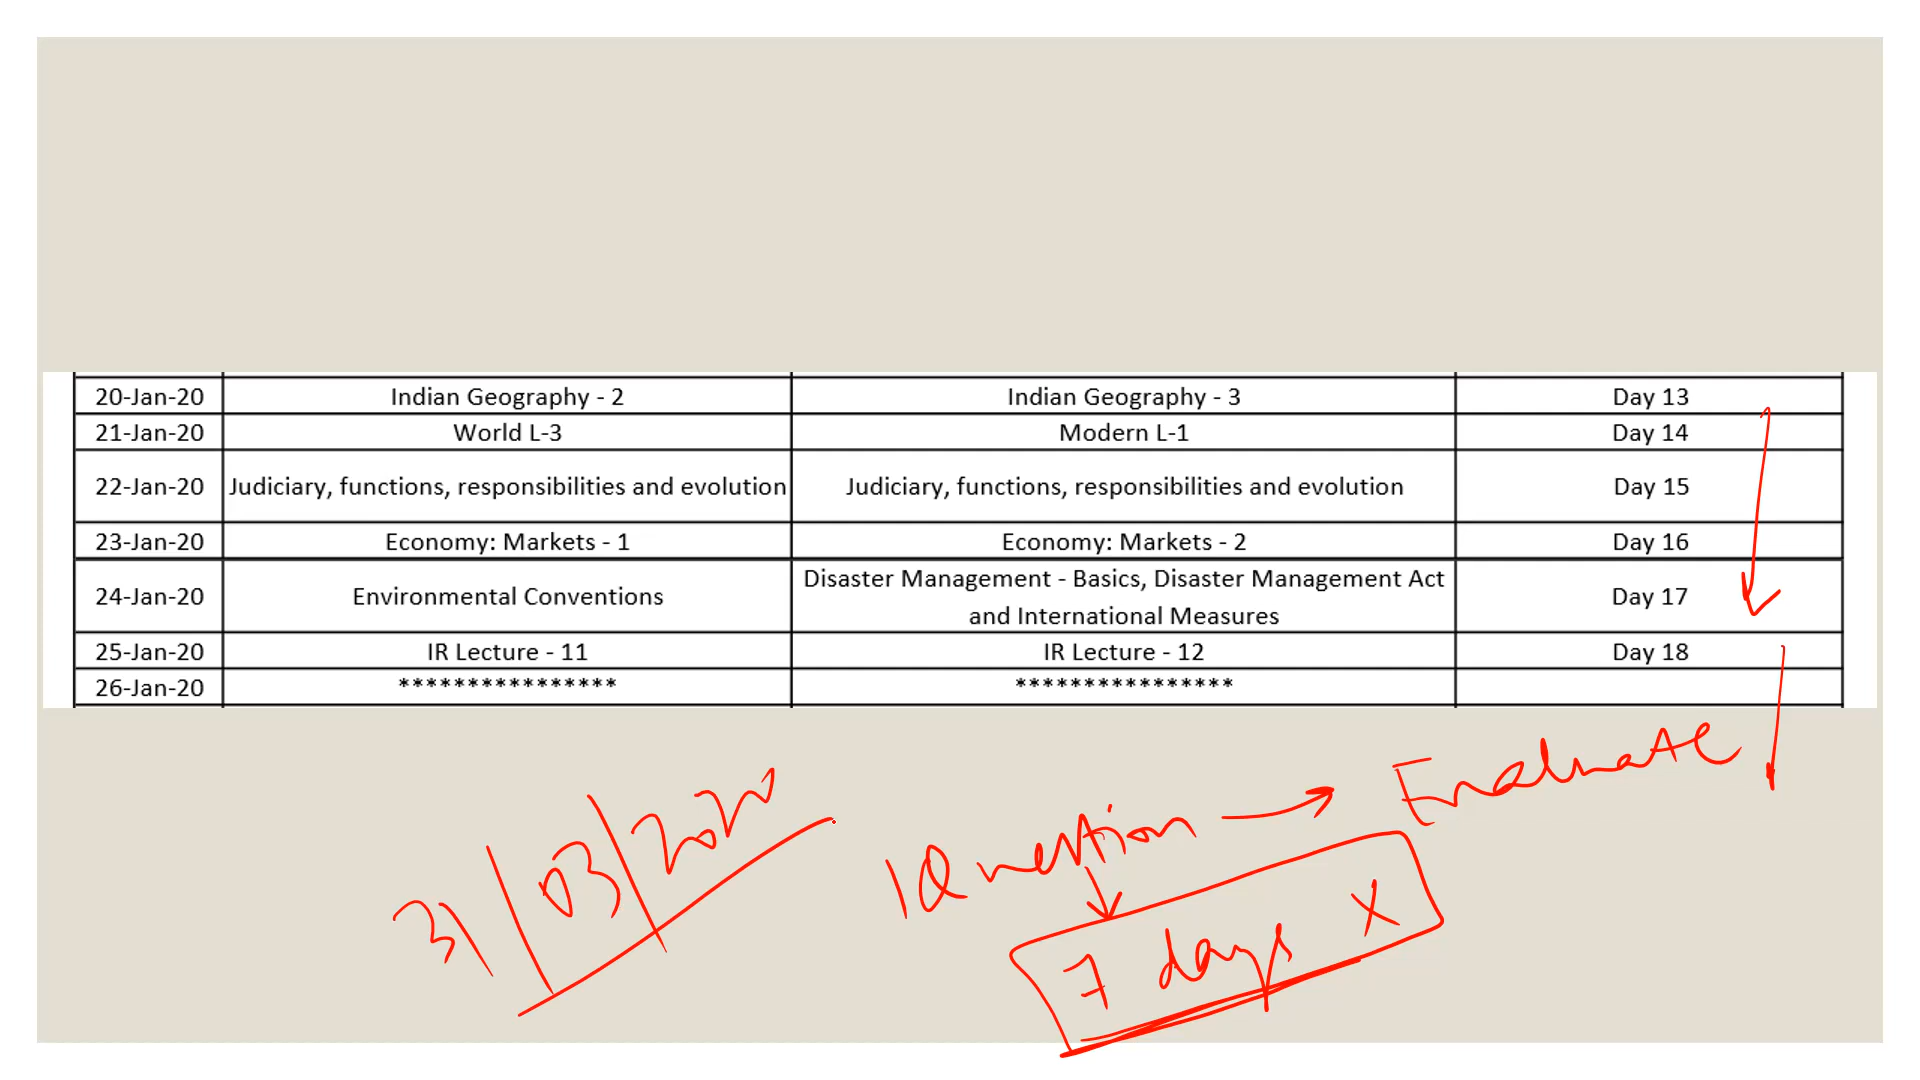 20-Jan-20 Indian Geography - 2 Indian Geography - 3 Day 13
21-Jan-20 World L-3 Modern L-1 Day 14
22-Jan-20 Judiciary, functions, responsibilities and evolution Judiciary, functions, responsibilities and evolution Day 15
23-Jan-20 Economy: Markets - 1 Economy: Markets - 2 Day 16
24-Jan-20 Environmental Conventions Disaster Management - Basics, Disaster Management Act and International Measures Day 17
25-Jan-20 IR Lecture - 11 IR Lecture - 12 Day 18
26-Jan-20 **************** ****************
31/03/2020
1 Question → Evaluate
7 days X